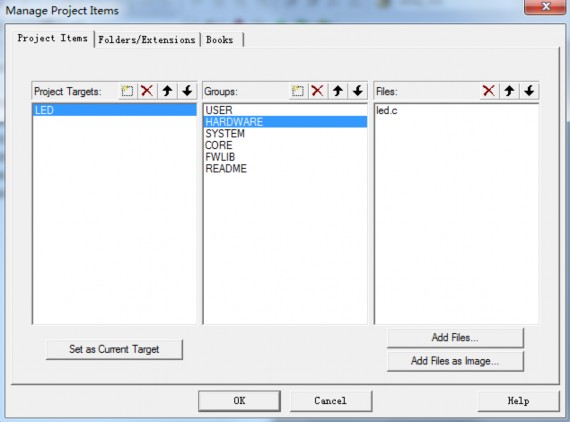 Manage Project Items
Project Items Folders/Extensions Books
Project Targets: Groups: Files:
LED USER led.c
HARDWARE
SYSTEM
CORE
FWLIB
README
Set as Current Target Add Files...
Add Files as Image...
OK Cancel Help